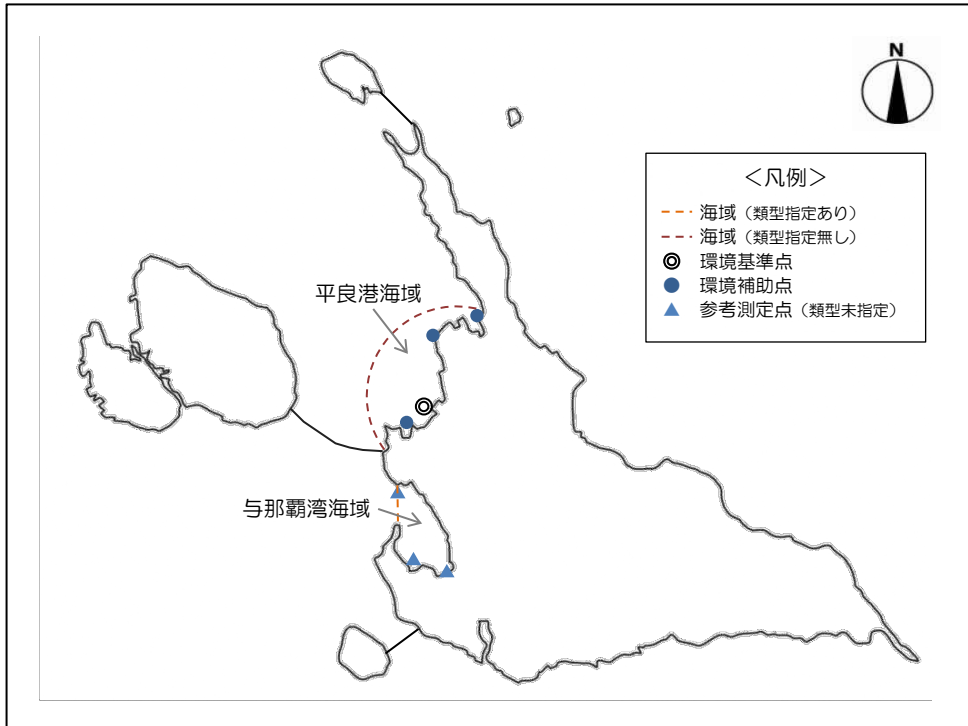 N
<凡例>
海域（類型指定あり）
海域（類型指定無し）
環境基準点
環境補助点
参考測定点（類型未指定）
平良港海域
与那覇湾海域